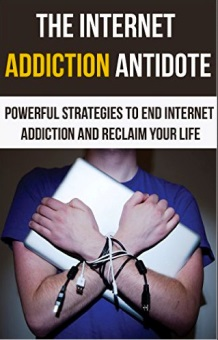 THE INTERNET
ADDICTION ANTIDOTE
POWERFUL STRATEGIES TO END INTERNET
ADDICTION AND RECLAIM YOUR LIFE